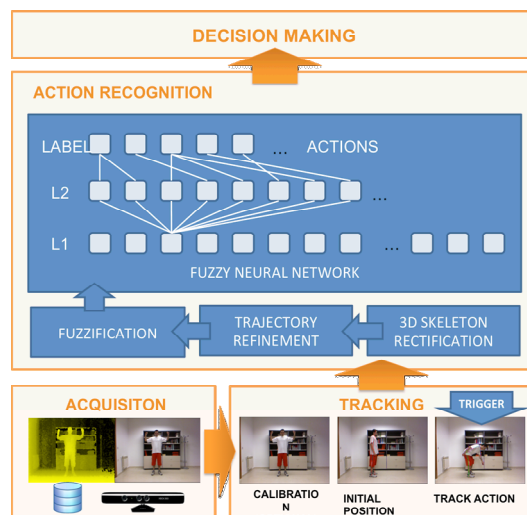 DECISION MAKING
ACTION RECOGNITION
LABEL ... ACTIONS
L2 ...
L1 ...
FUZZY NEURAL NETWORK
FUZZIFICATION
TRAJECTORY
REFINEMENT
3D SKELETON
RECTIFICATION
ACQUISITON
TRACKING
TRIGGER
CALIBRATIO
N
INITIAL
POSITION
TRACK ACTION